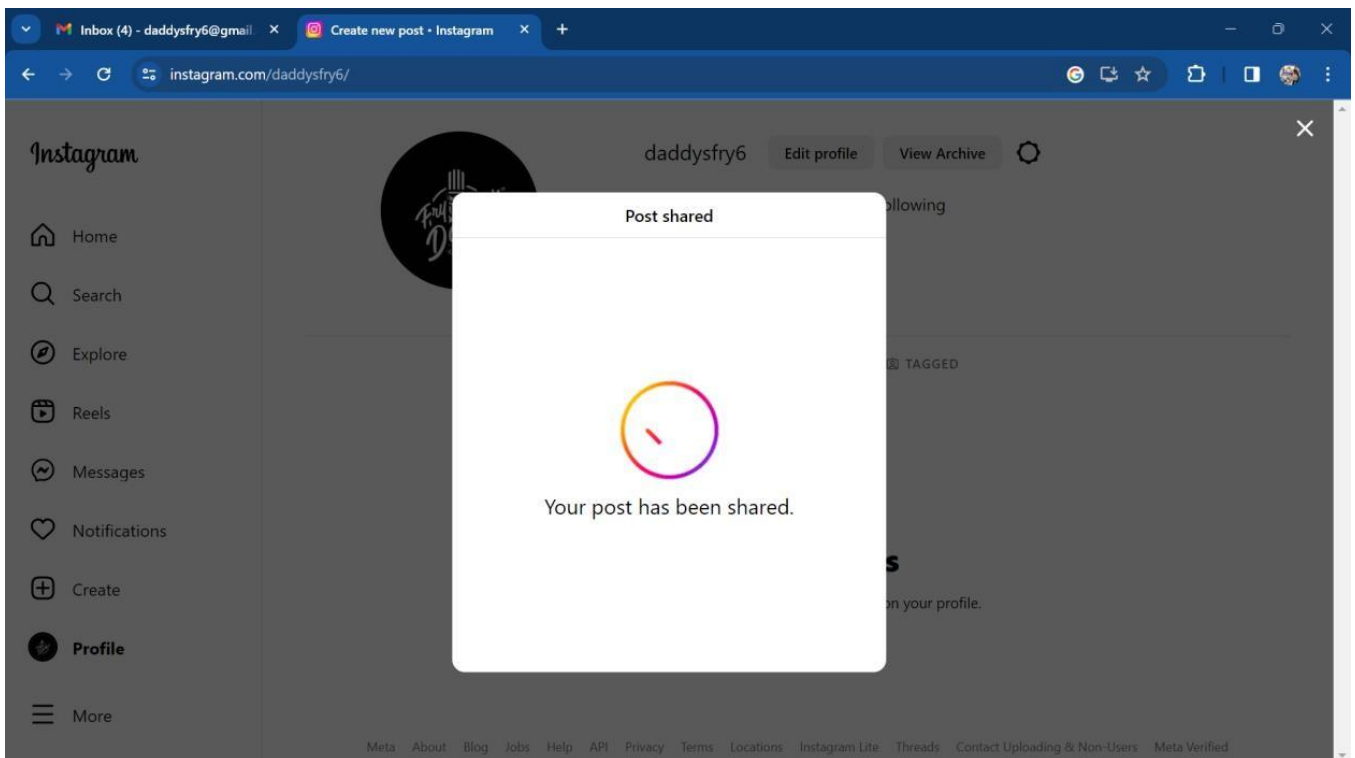 Inbox (4) - daddysfry6@gmail.
Create new post • Instagram
instagram.com/daddysfry6/
Instagram
daddysfry6 Edit profile View Archive
Post shared
Home
Search
Explore
TAGGED
Reels
Messages
Your post has been shared.
Notifications
Create
on your profile.
Profile
More
Meta About Blog Jobs Help API Privacy Terms Locations Instagram Lite Threads Contact Uploading & Non-Users Meta Verified